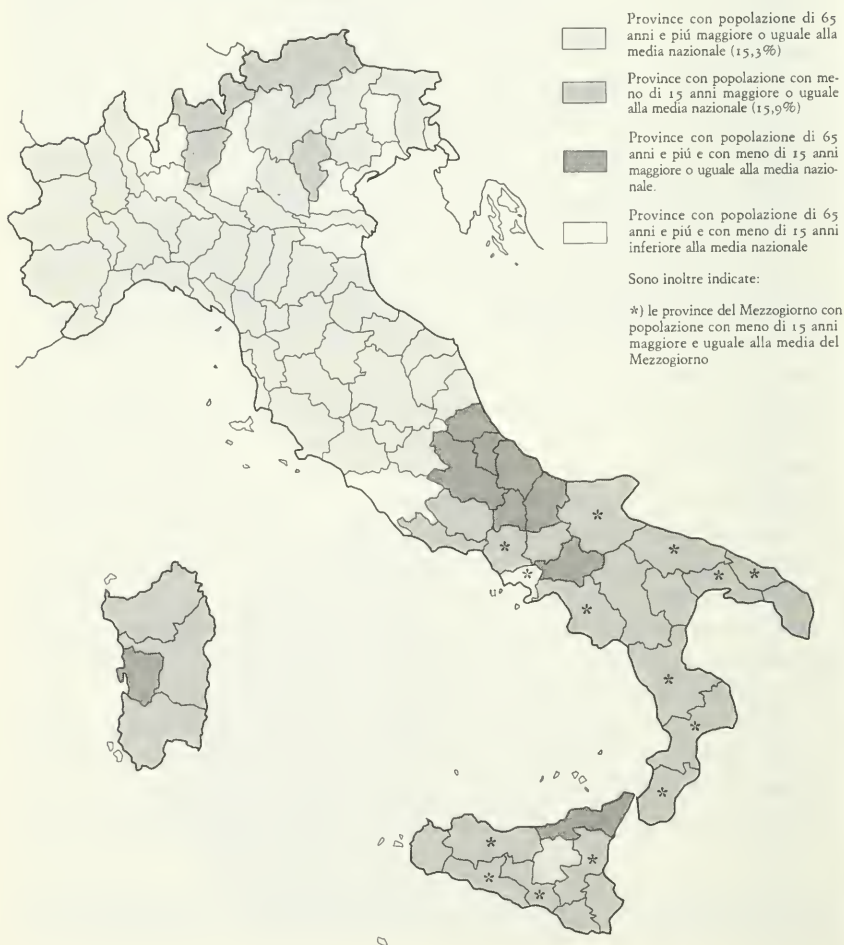 Province con popolazione di 65
anni e piú maggiore o uguale alla
media nazionale (15,3%)
Province con popolazione con me-
no di 15 anni maggiore o uguale
alla media nazionale (15,9%)
Province con popolazione di 65
anni e piú e con meno di 15 anni
maggiore o uguale alla media nazio-
nale.
Province con popolazione di 65
anni e piú e con meno di 15 anni
inferiore alla media nazionale
Sono inoltre indicate:
*) le province del Mezzogiorno con
popolazione con meno di 15 anni
maggiore e uguale alla media del
Mezzogiorno